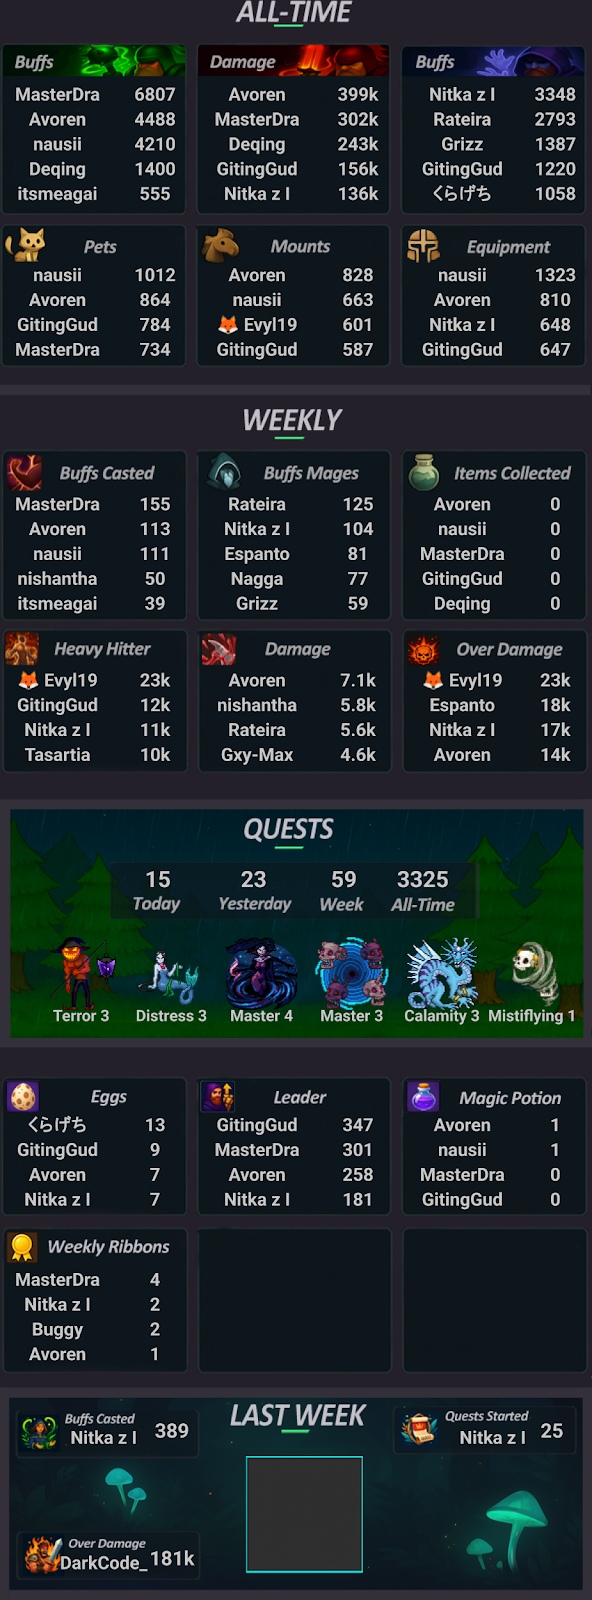 ALL-TIME
Buffs
MasterDra 6807
Avoren 4488
nausii 4210
Deqing 1400
itsmeagai 555
Damage
Avoren 399k
MasterDra 302k
Deqing 243k
GitingGud 156k
Nitka z l 136k
Buffs
Nitka z l 3348
Rateira 2793
Grizz 1387
GitingGud 1220
くらげち 1058
Pets
nausii 1012
Avoren 864
GitingGud 784
MasterDra 734
Mounts
Avoren 828
nausii 663
🦊 Evyl19 601
GitingGud 587
Equipment
nausii 1323
Avoren 810
Nitka z l 648
GitingGud 647
WEEKLY
Buffs Casted
MasterDra 155
Avoren 113
nausii 111
nishantha 50
itsmeagai 39
Buffs Mages
Rateira 125
Nitka z l 104
Espanto 81
Nagga 77
Grizz 59
Items Collected
Avoren 0
nausii 0
MasterDra 0
GitingGud 0
Deqing 0
Heavy Hitter
🦊 Evyl19 23k
GitingGud 12k
Nitka z l 11k
Tasartia 10k
Damage
Avoren 7.1k
nishantha 5.8k
Rateira 5.6k
Gxy-Max 4.6k
Over Damage
🦊 Evyl19 23k
Espanto 18k
Nitka z l 17k
Avoren 14k
QUESTS
15 23 59 3325
Today Yesterday Week All-Time
Terror 3 Distress 3 Master 4 Master 3 Calamity 3 Mistiflying 1
Eggs
くらげち 13
GitingGud 9
Avoren 7
Nitka z l 7
Leader
GitingGud 347
MasterDra 301
Avoren 258
Nitka z l 181
Magic Potion
Avoren 1
nausii 1
MasterDra 0
GitingGud 0
Weekly Ribbons
MasterDra 4
Nitka z l 2
Buggy 2
Avoren 1
LAST WEEK
Buffs Casted
Nitka z l 389
Quests Started
Nitka z l 25
Over Damage
DarkCode_ 181k